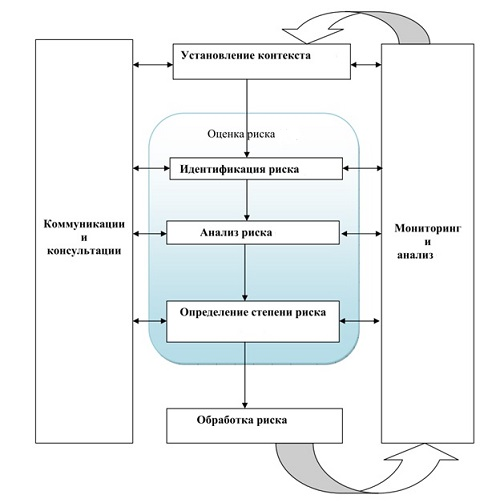 Установление контекста
Оценка риска
Идентификация риска
Коммуникации
и
консультации
Анализ риска
Мониторинг
и
анализ
Определение степени риска
Обработка риска